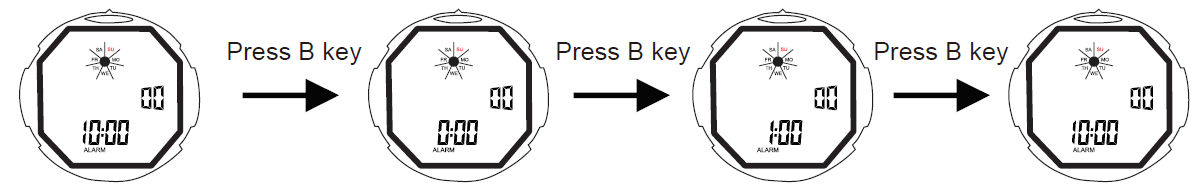 SA SU
FR MO
TH TU
WE
00
10:00
ALARM
Press B key
SA SU
FR MO
TH TU
WE
00
0:00
ALARM
Press B key
SA SU
FR MO
TH TU
WE
00
1:00
ALARM
Press B key
SA SU
FR MO
TH TU
WE
00
10:00
ALARM